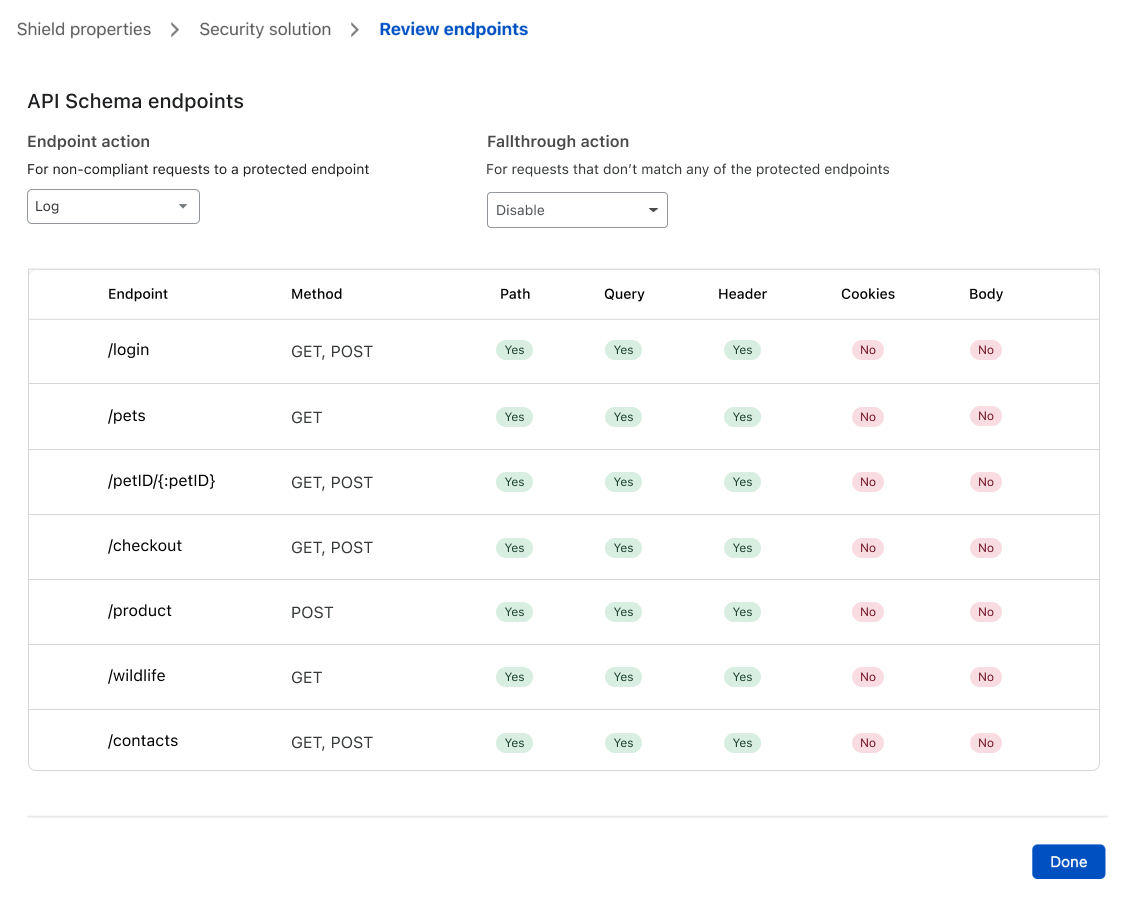 Shield properties > Security solution > Review endpoints
API Schema endpoints
Endpoint action Fallthrough action
For non-compliant requests to a protected endpoint For requests that don’t match any of the protected endpoints
Log Disable
Endpoint Method Path Query Header Cookies Body
/login GET, POST Yes Yes Yes No No
/pets GET Yes Yes Yes No No
/petID/{:petID} GET, POST Yes Yes Yes No No
/checkout GET, POST Yes Yes Yes No No
/product POST Yes Yes Yes No No
/wildlife GET Yes Yes Yes No No
/contacts GET, POST Yes Yes Yes No No
Done